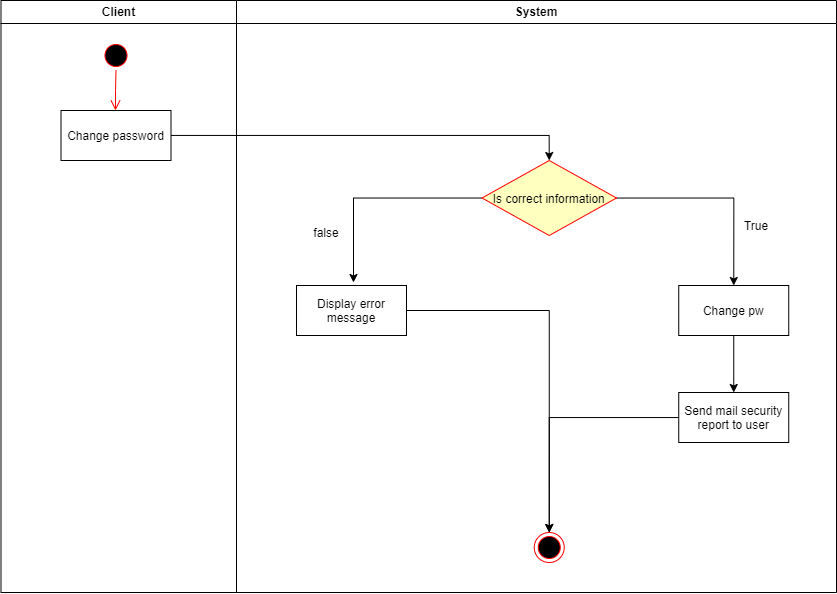 Client
System
Change password
Is correct information
false
True
Display error
message
Change pw
Send mail security
report to user